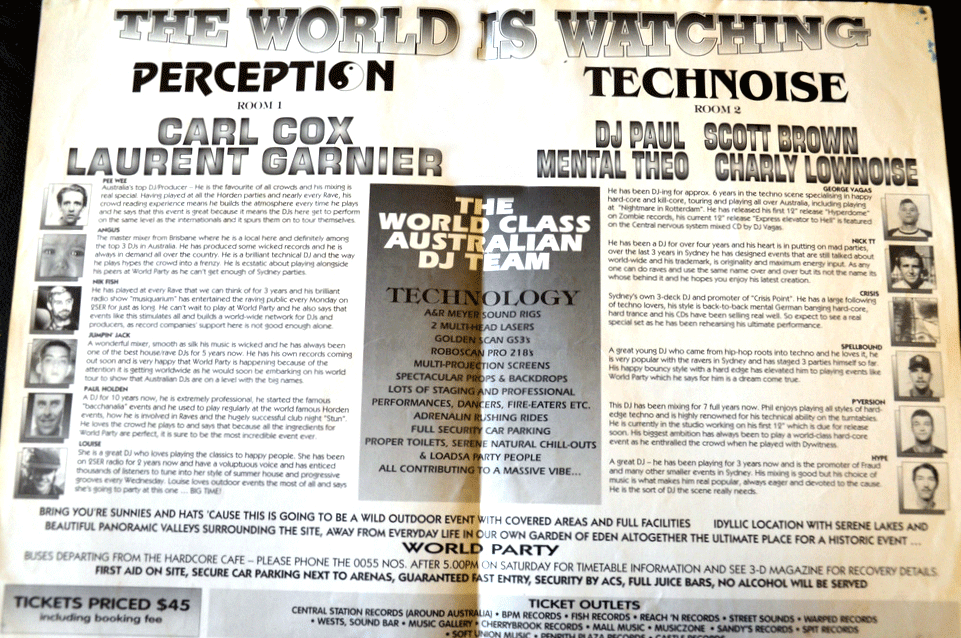 THE WORLD IS WATCHING
PERCEPTION
ROOM 1
CARL COX
LAURENT GARNIER
TECHNOISE
ROOM 2
DJ PAUL SCOTT BROWN
MENTAL THEO CHARLY LOWNOISE
PEE WEE
Australia's top DJ/Producer – He is the favourite of all crowds and his mixing is
real special. Having played at all the Horden parties and nearly every Rave, his
crowd reading experience means he builds the atmosphere every time he plays
and he says that this event is great because it means the DJs here get to perform
on the same level as the internationals and it spurs them on to tour themselves.
ANGUS
The master mixer from Brisbane where he is a local here and definitely among
the top 3 DJs in Australia. He has produced some wicked records and he is
always in demand all over the country. He is a brilliant technical DJ and the way
he plays hypes the crowd into a frenzy. He is ecstatic about playing alongside
his peers at World Party as he can't get enough of Sydney parties.
NIK FISH
He has played at every Rave that we can think of for 3 years and his brilliant
radio show "musiquarium" has entertained the raving public every Monday on
2SER for just as long. He can't wait to play at World Party and he also says that
events like this stimulates all and builds a world-wide network for DJs and
producers, as record companies' support here is not good enough alone.
JUMPIN' JACK
A wonderful mixer, smooth as silk his music is wicked and he has always been
one of the best house/rave DJs for 5 years now. He has his own records coming
out soon and is very happy that World Party is happening because of the
attention it is getting worldwide as he would soon be embarking on his world
tour to show that Australian DJs are on a level with the big names.
PAUL HOLDEN
A DJ for 10 years now, he is extremely professional, he started the famous
"bacchanalia" events and he used to play regularly at the world famous Horden
events, now he is involved in Raves and the hugely successful club night "Stun".
He loves the crowd he plays to and says that because all the ingredients for
World Party are perfect, it is sure to be the most incredible event ever.
LOUISE
She is a great DJ who loves playing the classics to happy people. She has been
on 2SER radio for 2 years now and have a voluptuous voice and has enticed
thousands of listeners to tune into her style of summer house and progressive
grooves every Wednesday. Louise loves outdoor events the most of all and says
she's going to party at this one ... BIG TIME!
THE
WORLD CLASS
AUSTRALIAN
DJ TEAM
TECHNOLOGY
A&R MEYER SOUND RIGS
2 MULTI-HEAD LASERS
GOLDEN SCAN GS3's
ROBOSCAN PRO 218's
MULTI-PROJECTION SCREENS
SPECTACULAR PROPS & BACKDROPS
LOTS OF STAGING AND PROFESSIONAL
PERFORMANCES, DANCERS, FIRE-EATERS ETC.
ADRENALIN RUSHING RIDES
FULL SECURITY CAR PARKING
PROPER TOILETS, SERENE NATURAL CHILL-OUTS
& LOADSA PARTY PEOPLE
ALL CONTRIBUTING TO A MASSIVE VIBE...
GEORGE VAGAS
He has been DJ-ing for approx. 6 years in the techno scene specialising in happy
hard-core and kill-core, touring and playing all over Australia, including playing
at "Nightmare in Rotterdam". He has released his first 12" release "Hyperdome"
on Zombie records, his current 12" release "Express elevator to Hell" is featured
on the Central nervous system mixed CD by DJ Vagas.
NICK TT
He has been a DJ for over four years and his heart is in putting on mad parties,
over the last 3 years in Sydney he has designed events that are still talked about
world-wide and his trademark, is originality and maximum energy input. As any
one can do raves and use the same name over and over but its not the name its
whose behind it and he hopes you enjoy his latest creation.
CRISIS
Sydney's own 3-deck DJ and promoter of "Crisis Point". He has a large following
of techno lovers, his style is back-to-back mental German banging hard-core,
hard trance and his CDs have been selling real well. So expect to see a real
special set as he has been rehearsing his ultimate performance.
SPELLBOUND
A great young DJ who came from hip-hop roots into techno and he loves it, he
is very popular with the ravers in Sydney and has staged 3 parties himself so far.
His happy bouncy style with a hard edge has elevated him to playing events like
World Party which he says for him is a dream come true.
PVERSION
This DJ has been mixing for 7 full years now. Phil enjoys playing all styles of hard-
edge techno and is highly renowned for his technical ability on the turntables.
He is currently in the studio working on his first 12" which is due for release
soon. His biggest ambition has always been to play a world-class hard-core
event as he enthralled the crowd when he played with Dywitness.
HYPE
A great DJ – he has been playing for 3 years now and is the promoter of Fraud
and many other smaller events in Sydney. His mixing is good but his choice of
music is what makes him real popular, always eager and devoted to the cause.
He is the sort of DJ the scene really needs.
BRING YOU'RE SUNNIES AND HATS 'CAUSE THIS IS GOING TO BE A WILD OUTDOOR EVENT WITH COVERED AREAS AND FULL FACILITIES IDYLLIC LOCATION WITH SERENE LAKES AND
BEAUTIFUL PANORAMIC VALLEYS SURROUNDING THE SITE, AWAY FROM EVERYDAY LIFE IN OUR OWN GARDEN OF EDEN ALTOGETHER THE ULTIMATE PLACE FOR A HISTORIC EVENT ...
WORLD PARTY
BUSES DEPARTING FROM THE HARDCORE CAFE – PLEASE PHONE THE 0055 NOS. AFTER 5.00PM ON SATURDAY FOR TIMETABLE INFORMATION AND SEE 3-D MAGAZINE FOR RECOVERY DETAILS.
FIRST AID ON SITE, SECURE CAR PARKING NEXT TO ARENAS, GUARANTEED FAST ENTRY, SECURITY BY ACS, FULL JUICE BARS, NO ALCOHOL WILL BE SERVED
TICKETS PRICED $45
including booking fee
TICKET OUTLETS
CENTRAL STATION RECORDS (AROUND AUSTRALIA) • BPM RECORDS • FISH RECORDS • REACH 'N RECORDS • STREET SOUNDS • WARPED RECORDS
• WESTS, SOUND BAR • MUSIC GALLERY • CHERRYBROOK RECORDS • MALL MUSIC • MUSICZONE • SANDY'S RECORDS • SPIT RECORDS
• SOFT UNION MUSIC • PENRITH PLAZA RECORDS • CASTLE RECORDS